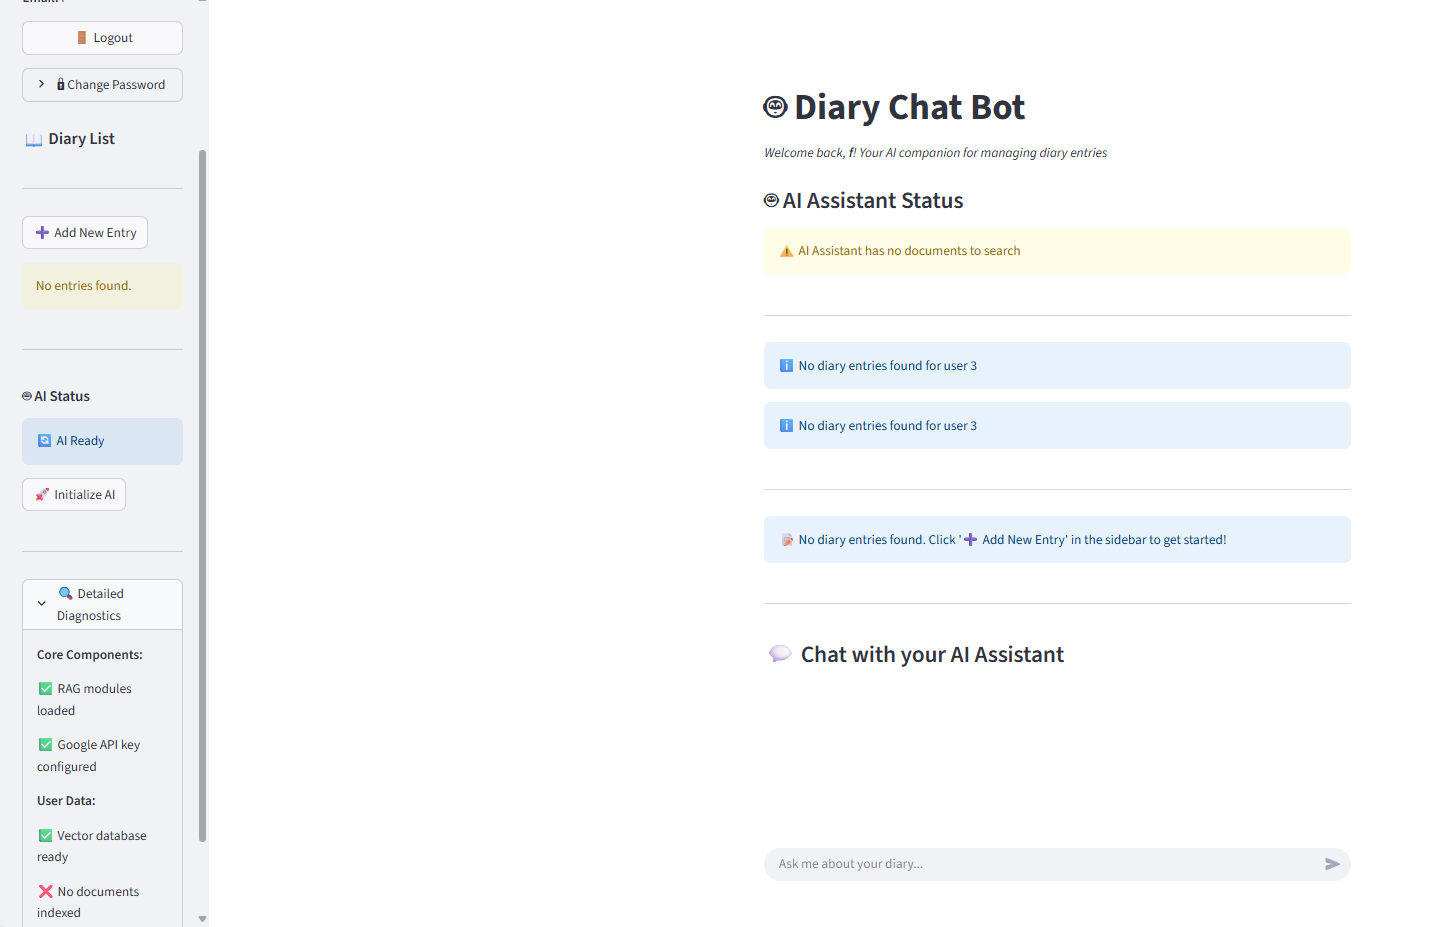 Logout
Change Password
Diary List
Add New Entry
No entries found.
AI Status
AI Ready
Initialize AI
Detailed
Diagnostics
Core Components:
RAG modules
loaded
Google API key
configured
User Data:
Vector database
ready
No documents
indexed
Diary Chat Bot
Welcome back, f! Your AI companion for managing diary entries
AI Assistant Status
AI Assistant has no documents to search
No diary entries found for user 3
No diary entries found for user 3
No diary entries found. Click '➕ Add New Entry' in the sidebar to get started!
Chat with your AI Assistant
Ask me about your diary...